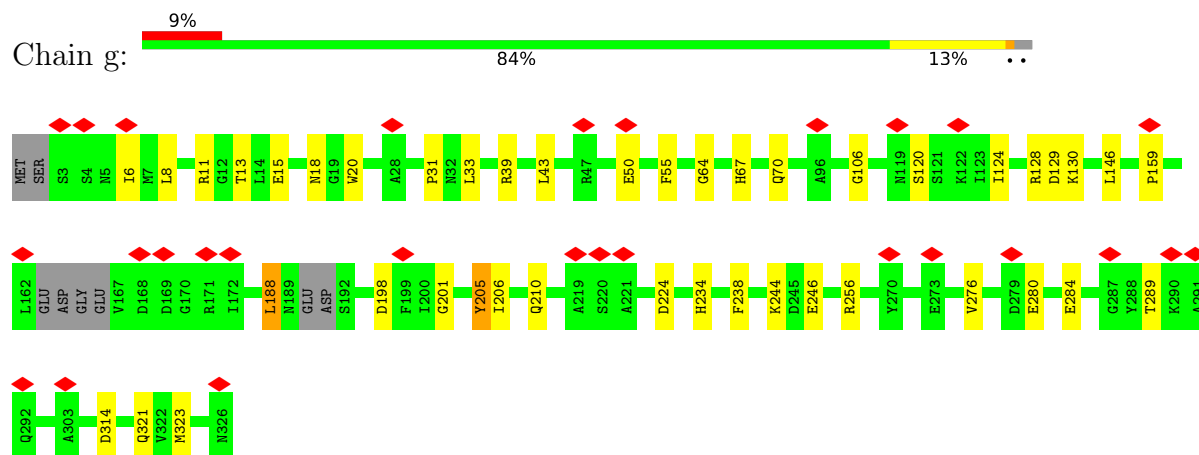 9%
Chain g:
84% 13% ••
MET SER S3 S4 N5 I6 M7 L8 R11 G12 T13 L14 E15 N18 G19 W20 A28 P31 N32 L33 R39 L43 R47 E50 F55 G64 H67 Q70 A96 G106 N119 S120 S121 K122 I123 I124 R128 D129 K130 L146 P159
L162 GLU ASP GLY GLU V167 D168 D169 G170 R171 I172 L188 N189 GLU ASP S192 D198 F199 I200 G201 Y205 I206 Q210 A219 S220 A221 D224 H234 F238 K244 D245 E246 R256 Y270 E273 V276 D279 E280 E284 G287 Y288 T289 K290 A291
Q292 A303 D314 Q321 V322 M323 N326